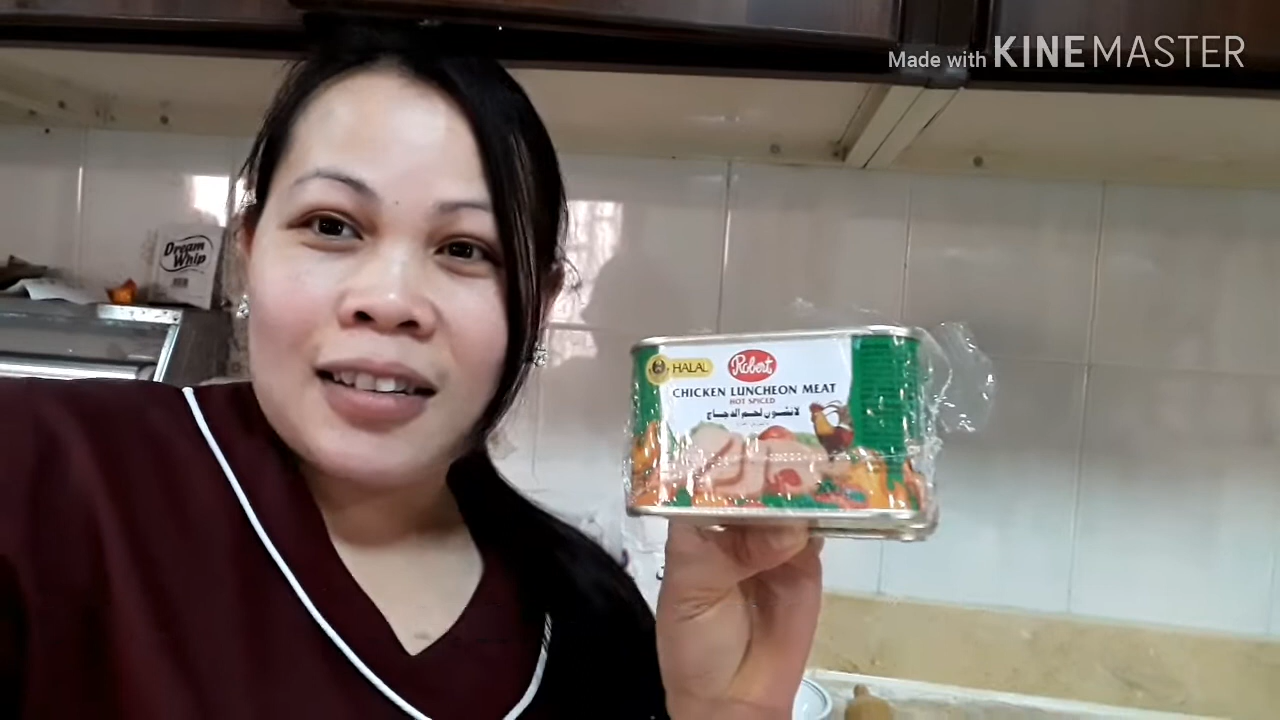 Made with KINEMASTER
Dream
Whip
HALAL
Robert
CHICKEN LUNCHEON MEAT
HOT SPICED
لانشون لحم الدجاج